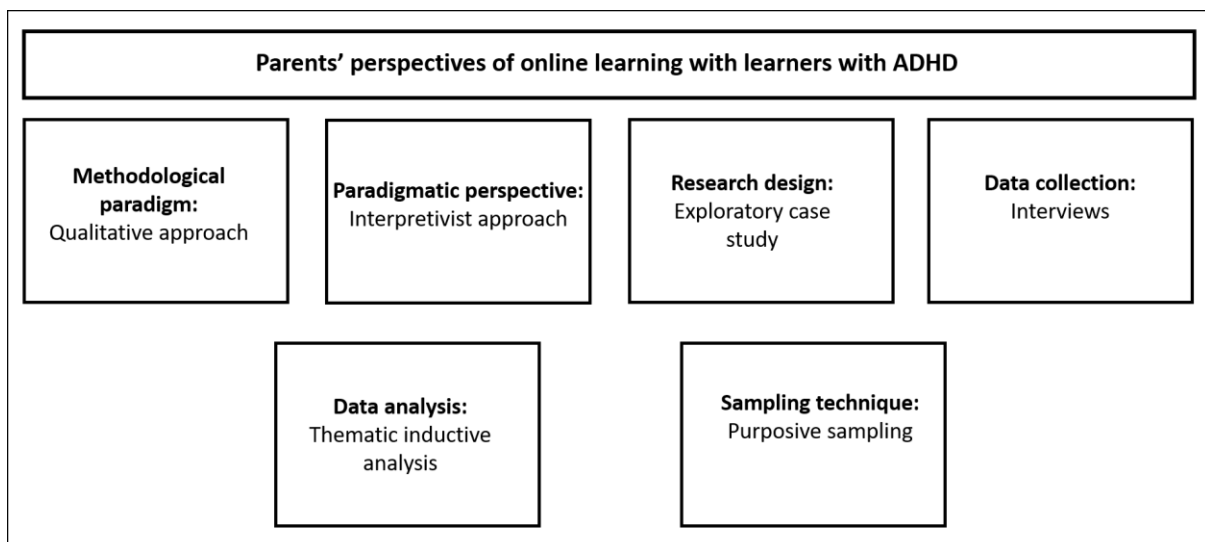 Parents’ perspectives of online learning with learners with ADHD
Methodological
paradigm:
Qualitative approach
Paradigmatic perspective:
Interpretivist approach
Research design:
Exploratory case
study
Data collection:
Interviews
Data analysis:
Thematic inductive
analysis
Sampling technique:
Purposive sampling